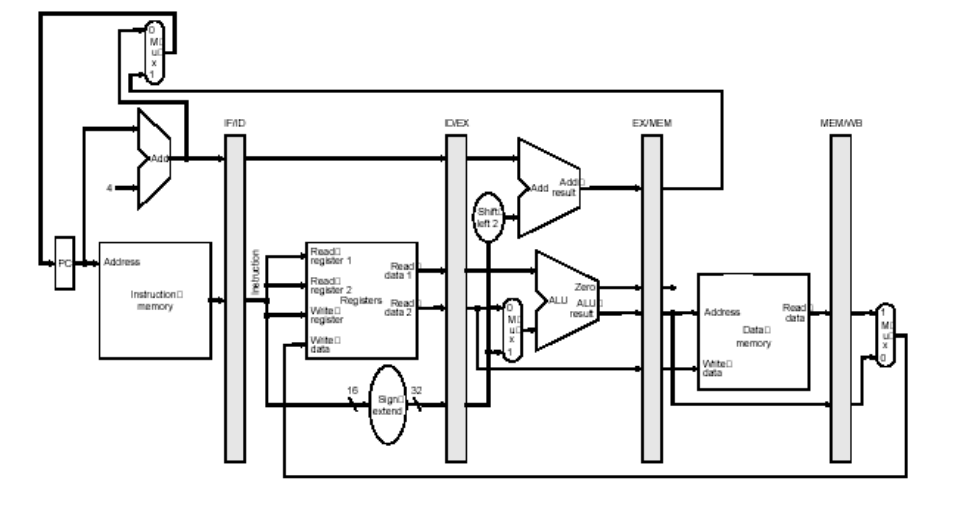 0
M
u
x
1
IF/ID
ID/EX
EX/MEM
MEM/WB
Add
4
PC
Address
Instruction
memory
Instruction
Read
register 1
Read
register 2
Write
register
Write
data
Registers
Read
data 1
Read
data 2
16
Sign
extend
32
Shift
left 2
Add
Add
result
ALU
Zero
ALU
result
0
M
u
x
1
Address
Write
data
Data
memory
Read
data
1
M
u
x
0